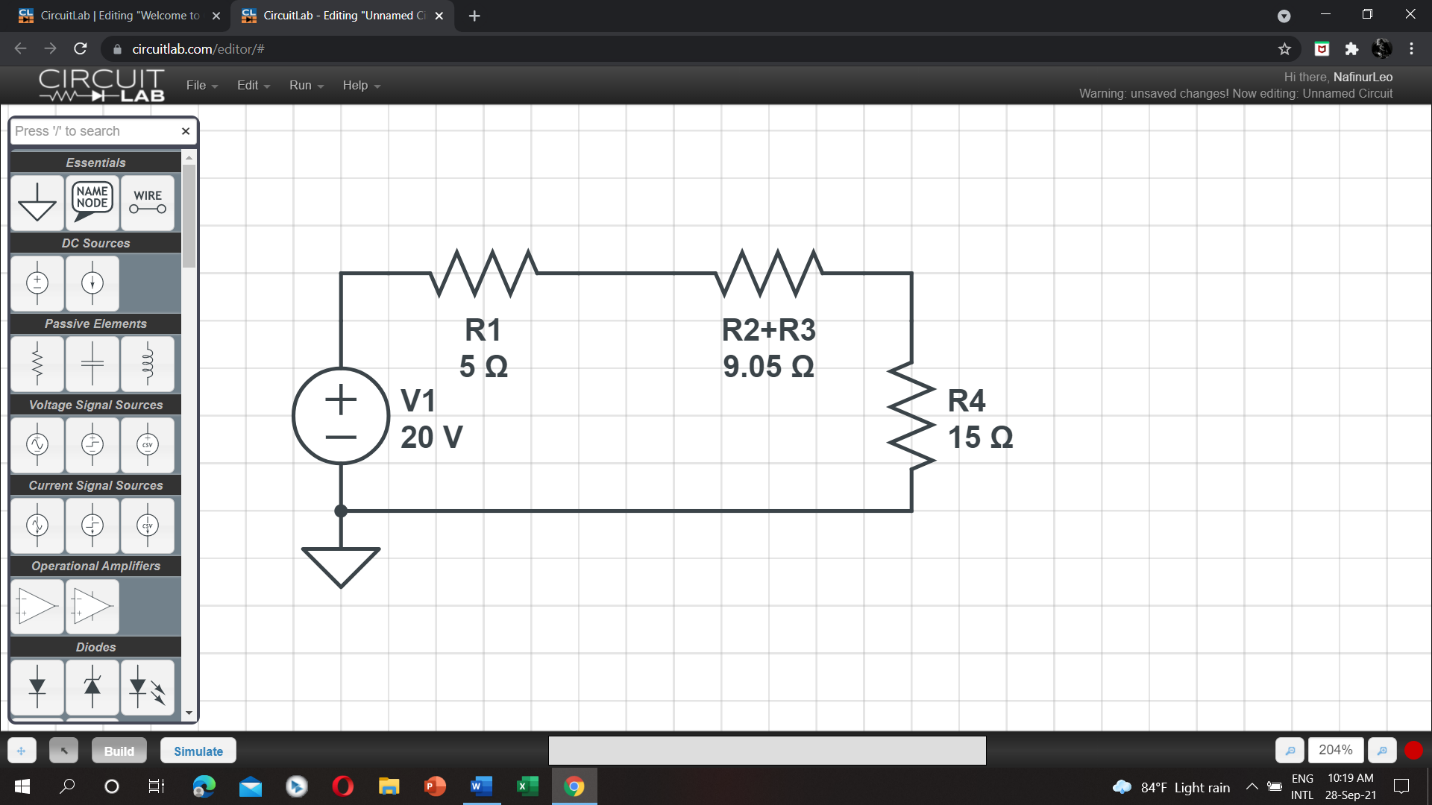 CircuitLab | Editing "Welcome to
CircuitLab - Editing "Unnamed Ci
circuitlab.com/editor/#
CIRCUIT
LAB
File
Edit
Run
Help
Hi there, NafinurLeo
Warning: unsaved changes! Now editing: Unnamed Circuit
Press '/' to search
Essentials
NAME
NODE
WIRE
DC Sources
Passive Elements
Voltage Signal Sources
CSV
Current Signal Sources
CSV
Operational Amplifiers
Diodes
R1
5 Ω
R2+R3
9.05 Ω
V1
20 V
R4
15 Ω
Build
Simulate
204%
84°F Light rain
ENG
INTL
10:19 AM
28-Sep-21